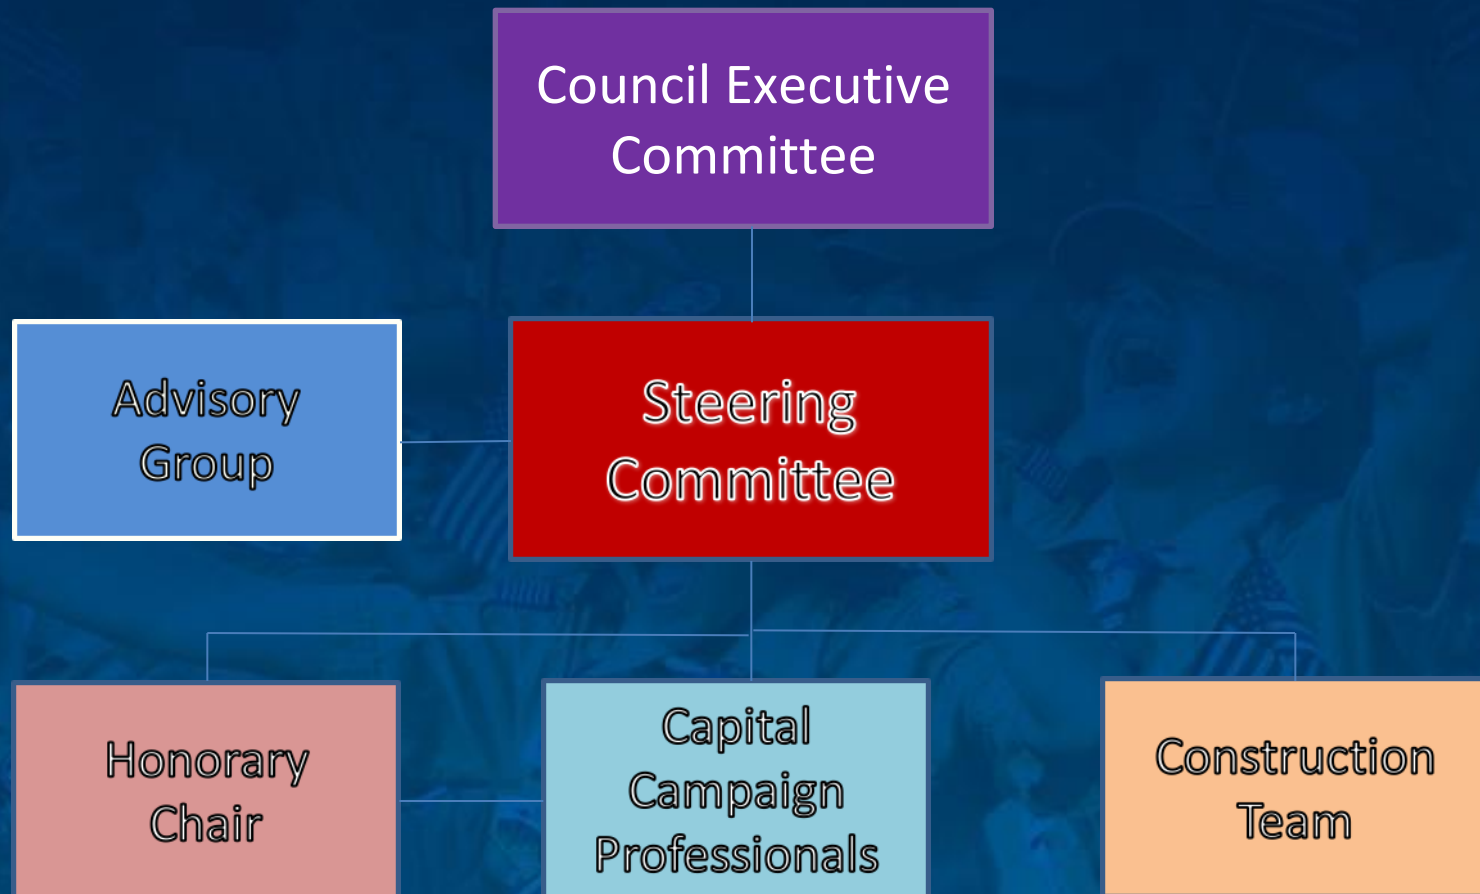 Council Executive
Committee
Advisory
Group
Steering
Committee
Honorary
Chair
Capital
Campaign
Professionals
Construction
Team